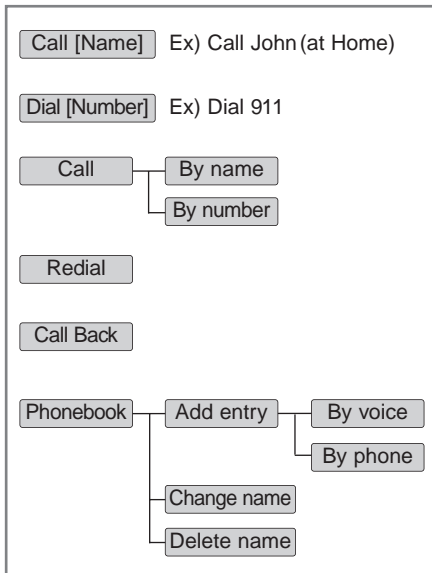 Call [Name] Ex) Call John (at Home)
Dial [Number] Ex) Dial 911
Call By name
By number
Redial
Call Back
Phonebook Add entry By voice
By phone
Change name
Delete name